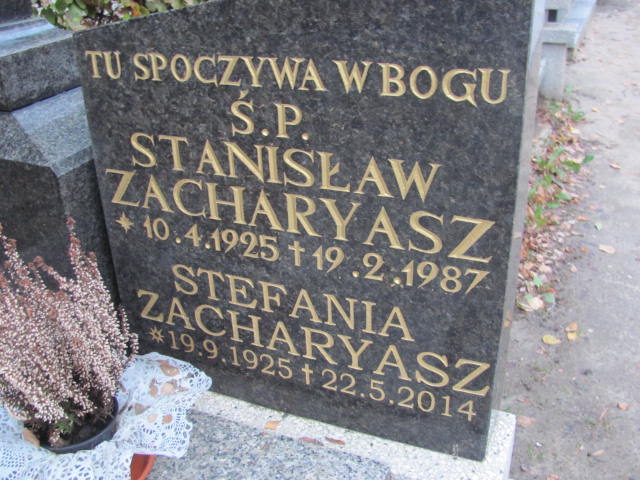 TU SPOCZYWA W BOGU
Ś.P.
STANISŁAW
ZACHARYASZ
* 10.4.1925 † 19.2.1987
STEFANIA
ZACHARYASZ
* 19.9.1925 † 22.5.2014